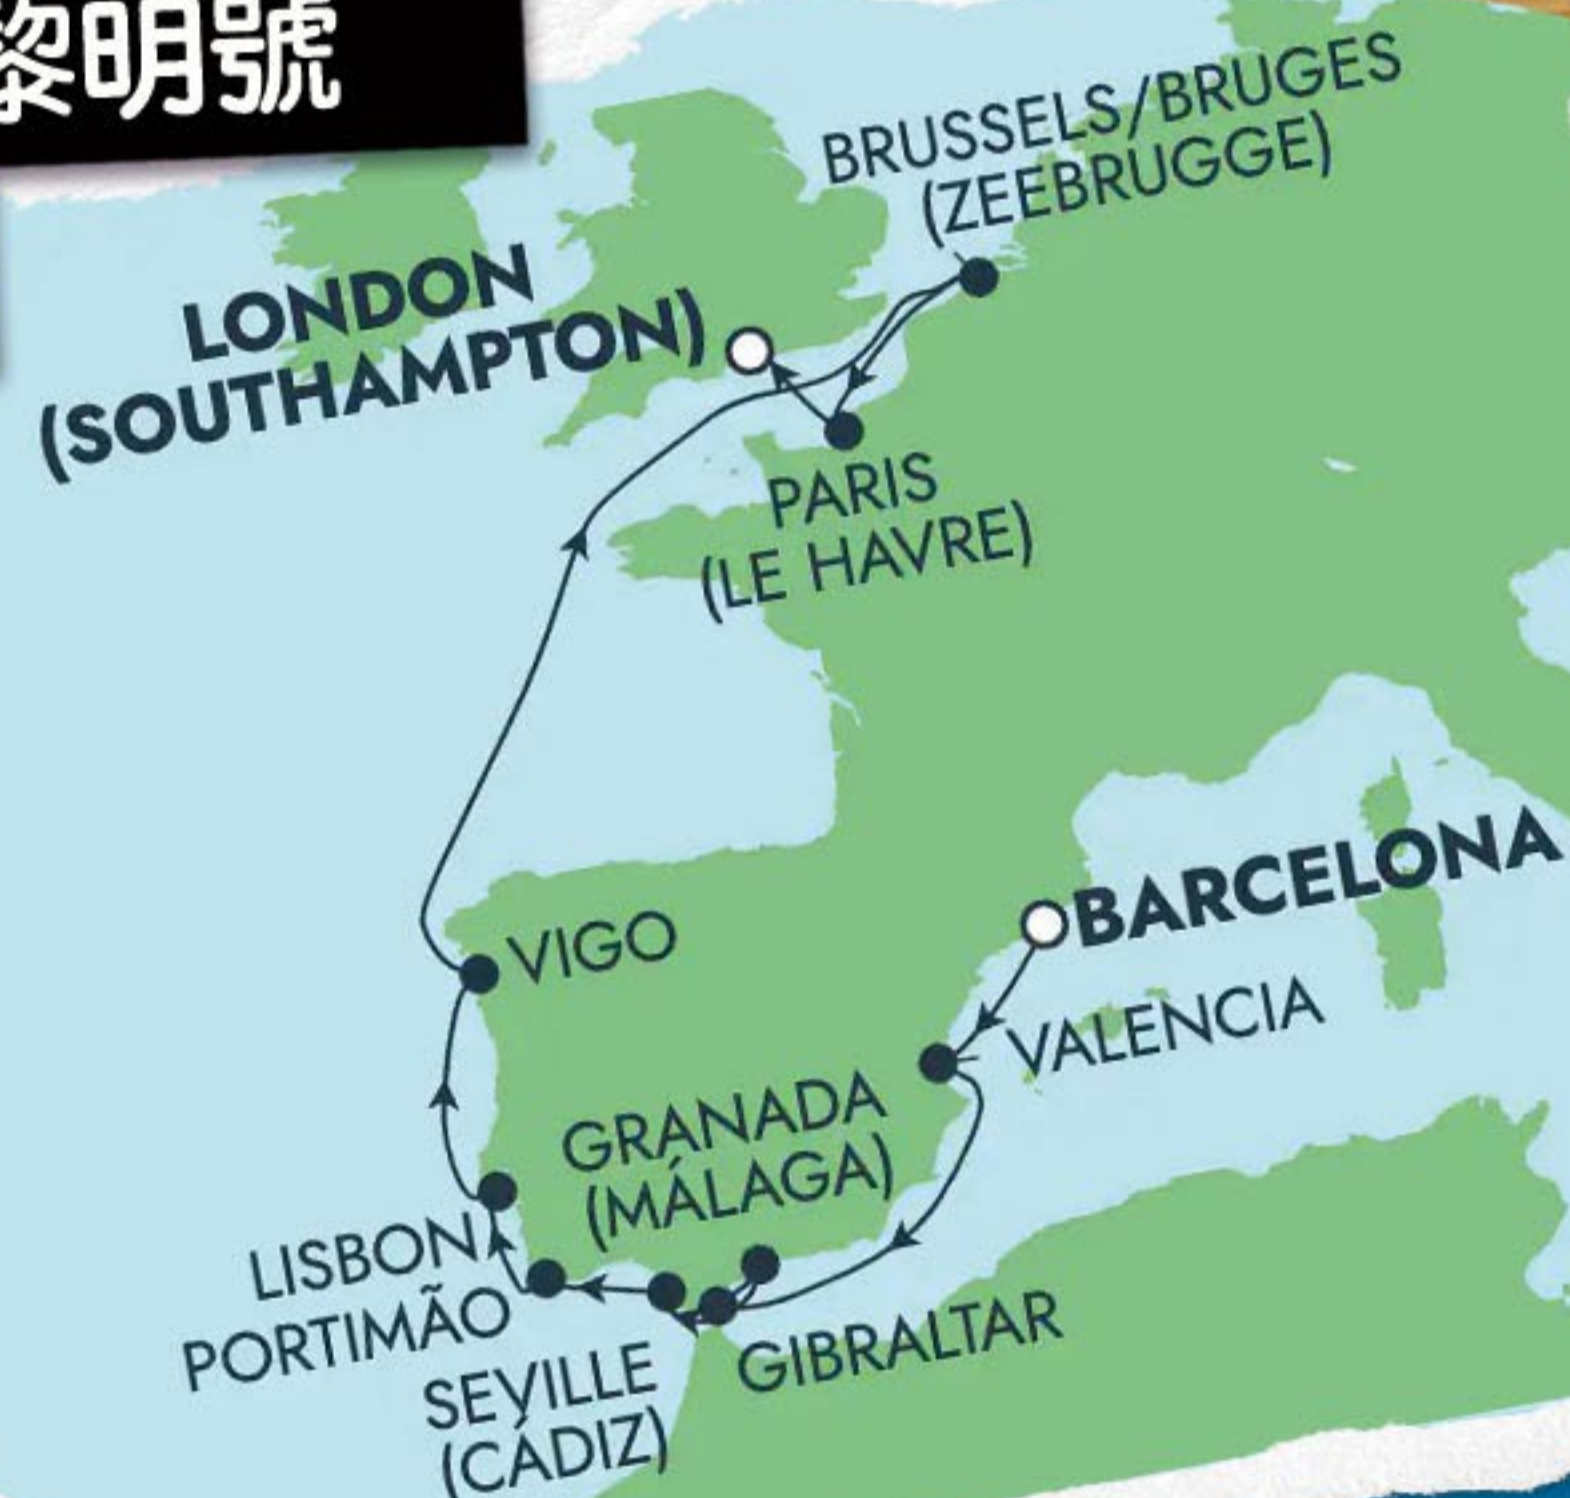 黎明號
BRUSSELS/BRUGES
(ZEEBRUGGE)
LONDON
(SOUTHAMPTON)
PARIS
(LE HAVRE)
BARCELONA
VIGO
VALENCIA
GRANADA
(MÁLAGA)
LISBON
PORTIMÃO
GIBRALTAR
SEVILLE
(CÁDIZ)